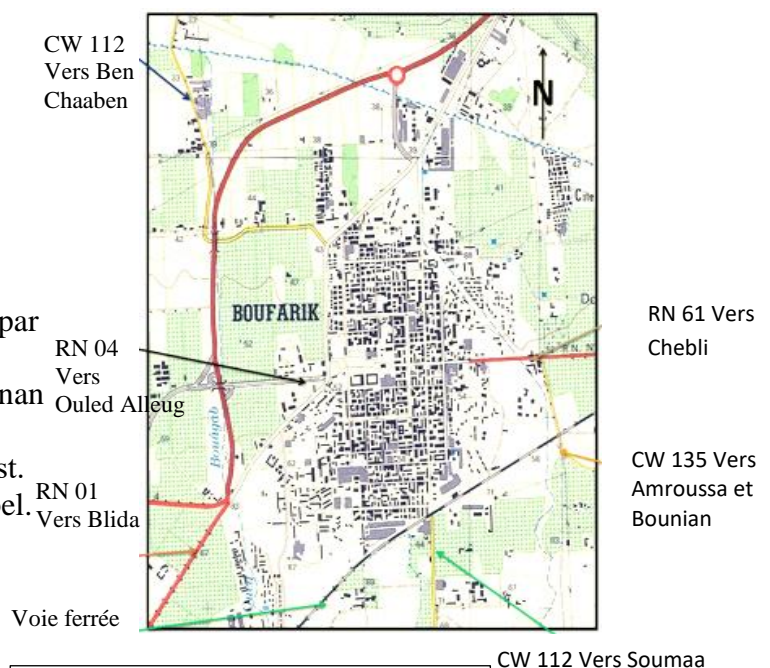 CW 112
Vers Ben
Chaaben
N
BOUFARIK
par
RN 04
Vers
nan
Ouled Alleug
st.
bel.
RN 01
Vers Blida
Voie ferrée
RN 61 Vers
Chebli
CW 135 Vers
Amroussa et
Bounian
CW 112 Vers Soumaa